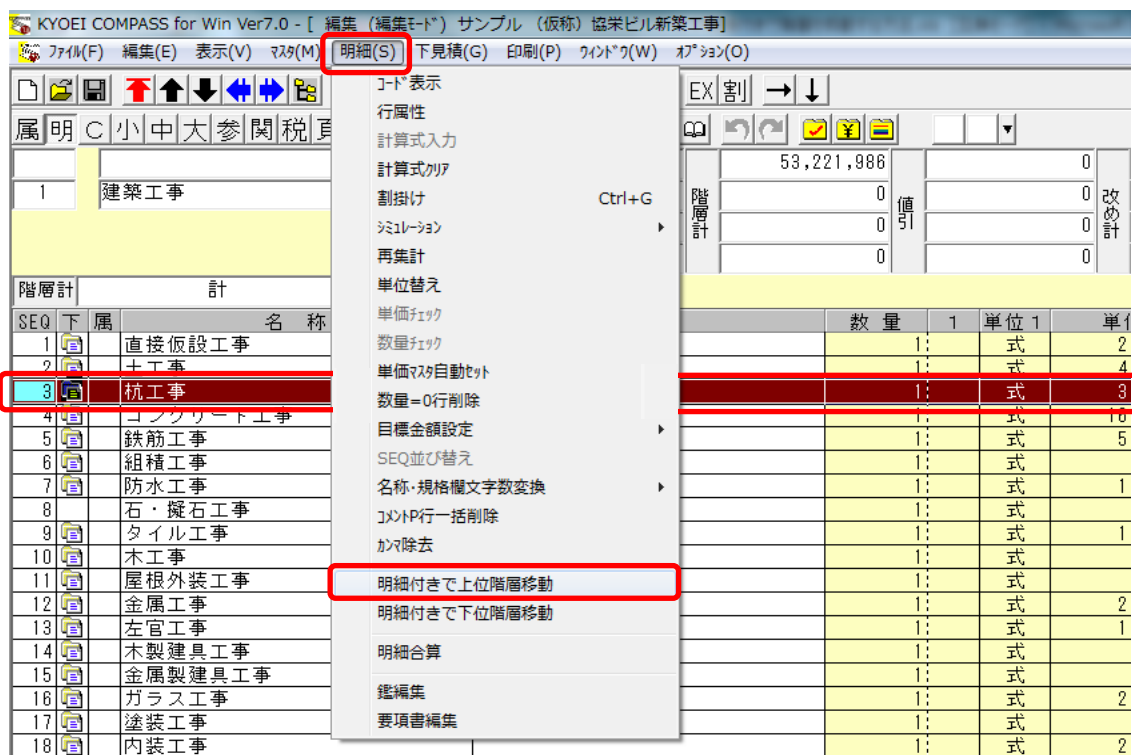 KYOEI COMPASS for Win Ver7.0 - [ 編集 (編集ﾓｰﾄﾞ) サンプル (仮称) 協栄ビル新築工事]
ﾌｧｲﾙ(F) 編集(E) 表示(V) ﾏｽﾀ(M) 明細(S) 下見積(G) 印刷(P) ｳｨﾝﾄﾞｳ(W) ｵﾌﾟｼｮﾝ(O)
EX 割
属 明 C 小 中 大 参 関 税
ｺｰﾄﾞ表示
行属性
計算式入力
計算式ｸﾘｱ
割掛け Ctrl+G
ｼﾐｭﾚｰｼｮﾝ
再集計
単位替え
単価ﾁｪｯｸ
数量ﾁｪｯｸ
単価ﾏｽﾀ自動ｾｯﾄ
数量=0行削除
目標金額設定
SEQ並び替え
名称・規格欄文字数変換
ｺﾒﾝﾄP行一括削除
ｶﾝﾏ除去
明細付きで上位階層移動
明細付きで下位階層移動
明細合算
鑑編集
要項書編集
1 建築工事
階層計 53,221,986 0 0 0
値引 0 0 0 0
改め計
階層計 計
SEQ 下 属 名 称 数 量 1 単位1
1 直接仮設工事 1 式 2
2 土工事 1 式 4
3 杭工事 1 式 3
4 コンクリート工事 1 式
5 鉄筋工事 1 式 5
6 組積工事 1 式
7 防水工事 1 式 1
8 石・擬石工事 1 式
9 タイル工事 1 式 1
10 木工事 1 式
11 屋根外装工事 1 式
12 金属工事 1 式 2
13 左官工事 1 式 1
14 木製建具工事 1 式
15 金属製建具工事 1 式
16 ガラス工事 1 式 2
17 塗装工事 1 式
18 内装工事 1 式 2